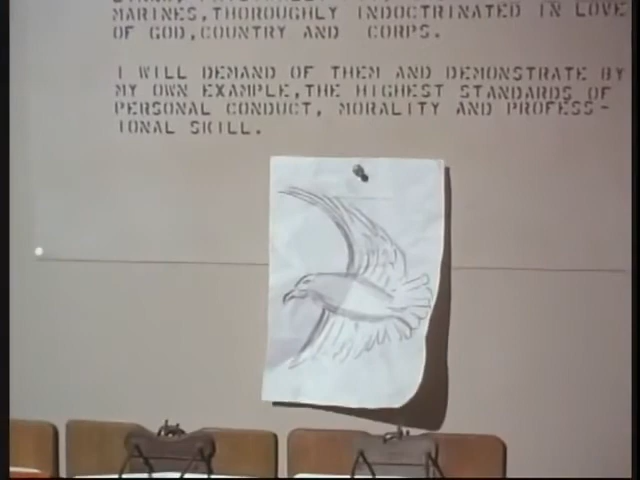 MARINES,THOROUGHLY INDOCTRINATED IN LOVE
OF GOD,COUNTRY AND CORPS.
I WILL DEMAND OF THEM AND DEMONSTRATE BY
MY OWN EXAMPLE,THE HIGHEST STANDARDS OF
PERSONAL CONDUCT, MORALITY AND PROFESS-
IONAL SKILL.